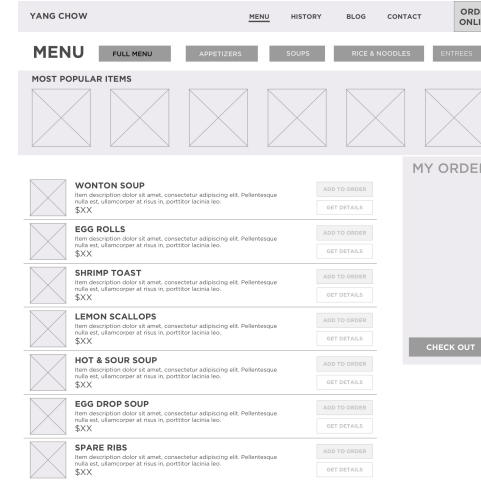 YANG CHOW
MENU HISTORY BLOG CONTACT
ORD
ONLI
MENU
FULL MENU APPETIZERS SOUPS RICE & NOODLES ENTREES
MOST POPULAR ITEMS
MY ORDER
WONTON SOUP
Item description dolor sit amet, consectetur adipiscing elit. Pellentesque
nulla est, ullamcorper at risus in, porttitor lacinia leo.
$XX
ADD TO ORDER
GET DETAILS
EGG ROLLS
Item description dolor sit amet, consectetur adipiscing elit. Pellentesque
nulla est, ullamcorper at risus in, porttitor lacinia leo.
$XX
ADD TO ORDER
GET DETAILS
SHRIMP TOAST
Item description dolor sit amet, consectetur adipiscing elit. Pellentesque
nulla est, ullamcorper at risus in, porttitor lacinia leo.
$XX
ADD TO ORDER
GET DETAILS
LEMON SCALLOPS
Item description dolor sit amet, consectetur adipiscing elit. Pellentesque
nulla est, ullamcorper at risus in, porttitor lacinia leo.
$XX
ADD TO ORDER
GET DETAILS
CHECK OUT
HOT & SOUR SOUP
Item description dolor sit amet, consectetur adipiscing elit. Pellentesque
nulla est, ullamcorper at risus in, porttitor lacinia leo.
$XX
ADD TO ORDER
GET DETAILS
EGG DROP SOUP
Item description dolor sit amet, consectetur adipiscing elit. Pellentesque
nulla est, ullamcorper at risus in, porttitor lacinia leo.
$XX
ADD TO ORDER
GET DETAILS
SPARE RIBS
Item description dolor sit amet, consectetur adipiscing elit. Pellentesque
nulla est, ullamcorper at risus in, porttitor lacinia leo.
$XX
ADD TO ORDER
GET DETAILS